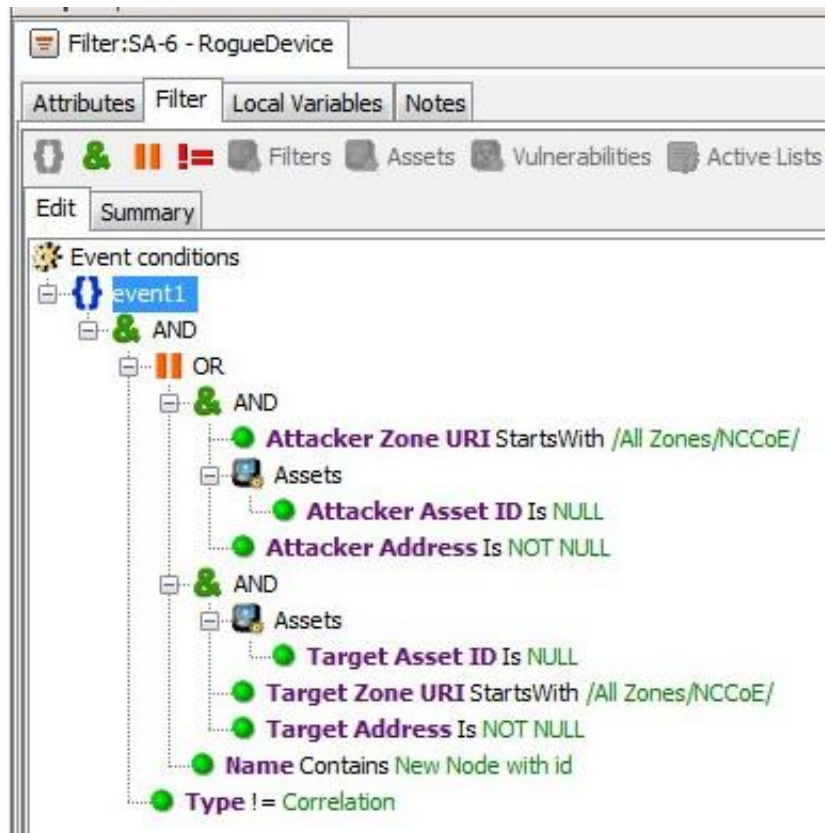 Filter:SA-6 - RogueDevice
Attributes Filter Local Variables Notes
!= Filters Assets Vulnerabilities Active Lists
Edit Summary
Event conditions
event1
& AND
OR
& AND
Attacker Zone URI StartsWith /All Zones/NCCoE/
Assets
Attacker Asset ID Is NULL
Attacker Address Is NOT NULL
& AND
Assets
Target Asset ID Is NULL
Target Zone URI StartsWith /All Zones/NCCoE/
Target Address Is NOT NULL
Name Contains New Node with id
Type != Correlation